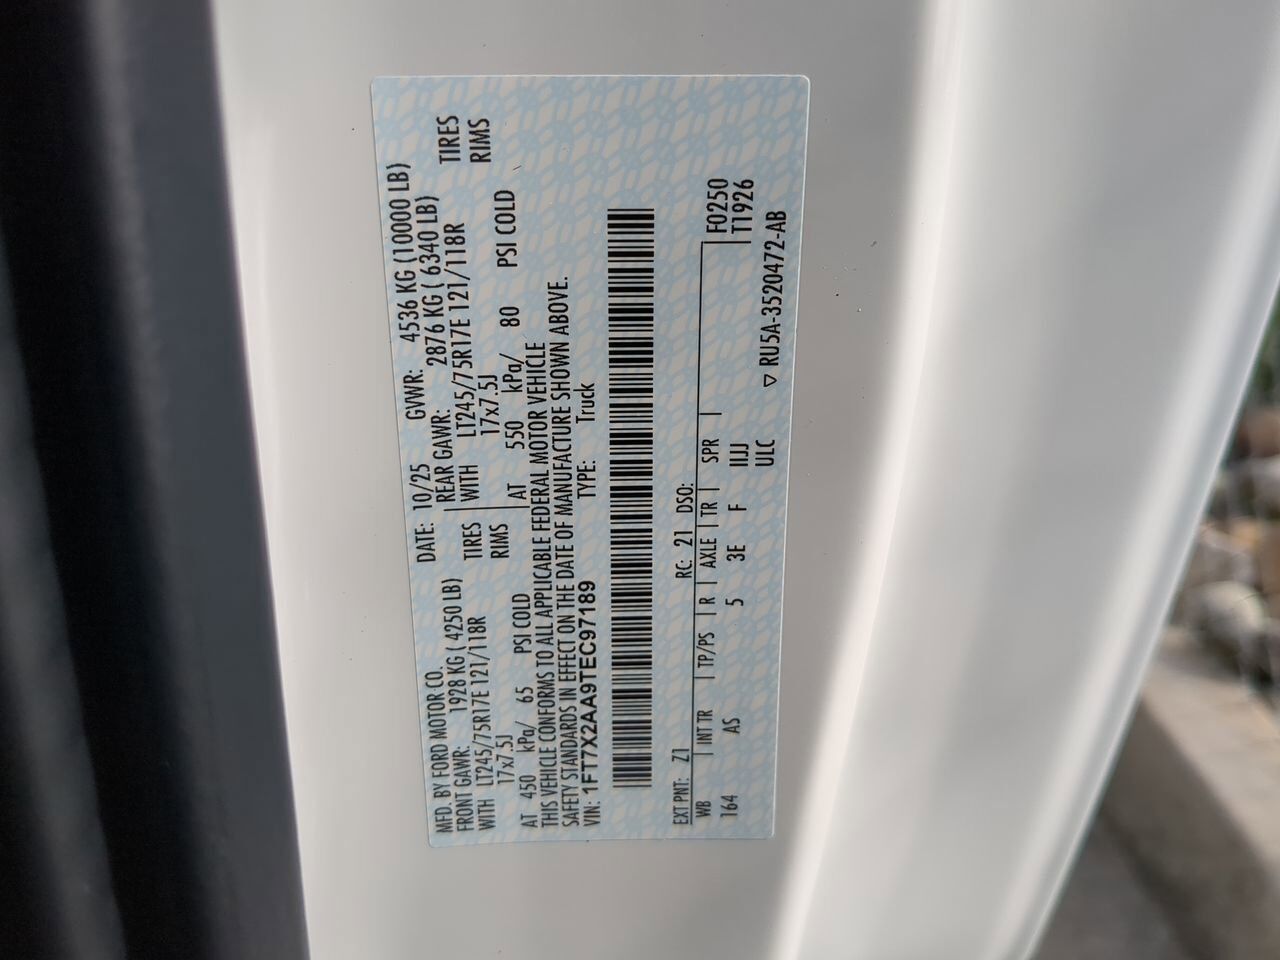 MFD. BY FORD MOTOR CO. DATE: 10/25 GVWR: 4536 KG (10000 LB)
FRONT GAWR: 1928 KG ( 4250 LB) REAR GAWR: 2876 KG ( 6340 LB)
WITH LT245/75R17E 121/118R TIRES WITH LT245/75R17E 121/118R TIRES
17x7.5J RIMS 17x7.5J RIMS
AT 450 kPa/ 65 PSI COLD AT 550 kPa/ 80 PSI COLD
THIS VEHICLE CONFORMS TO ALL APPLICABLE FEDERAL MOTOR VEHICLE
SAFETY STANDARDS IN EFFECT ON THE DATE OF MANUFACTURE SHOWN ABOVE.
VIN: 1FT7X2AA9TEC97189 TYPE: Truck
EXT PNT: Z1 RC: 21 DSO:
WB INT TR TP/PS R AXLE TR SPR F0250
164 AS 5 3E F IIJJ T1926
ULC ▽ RU5A-3520472-AB